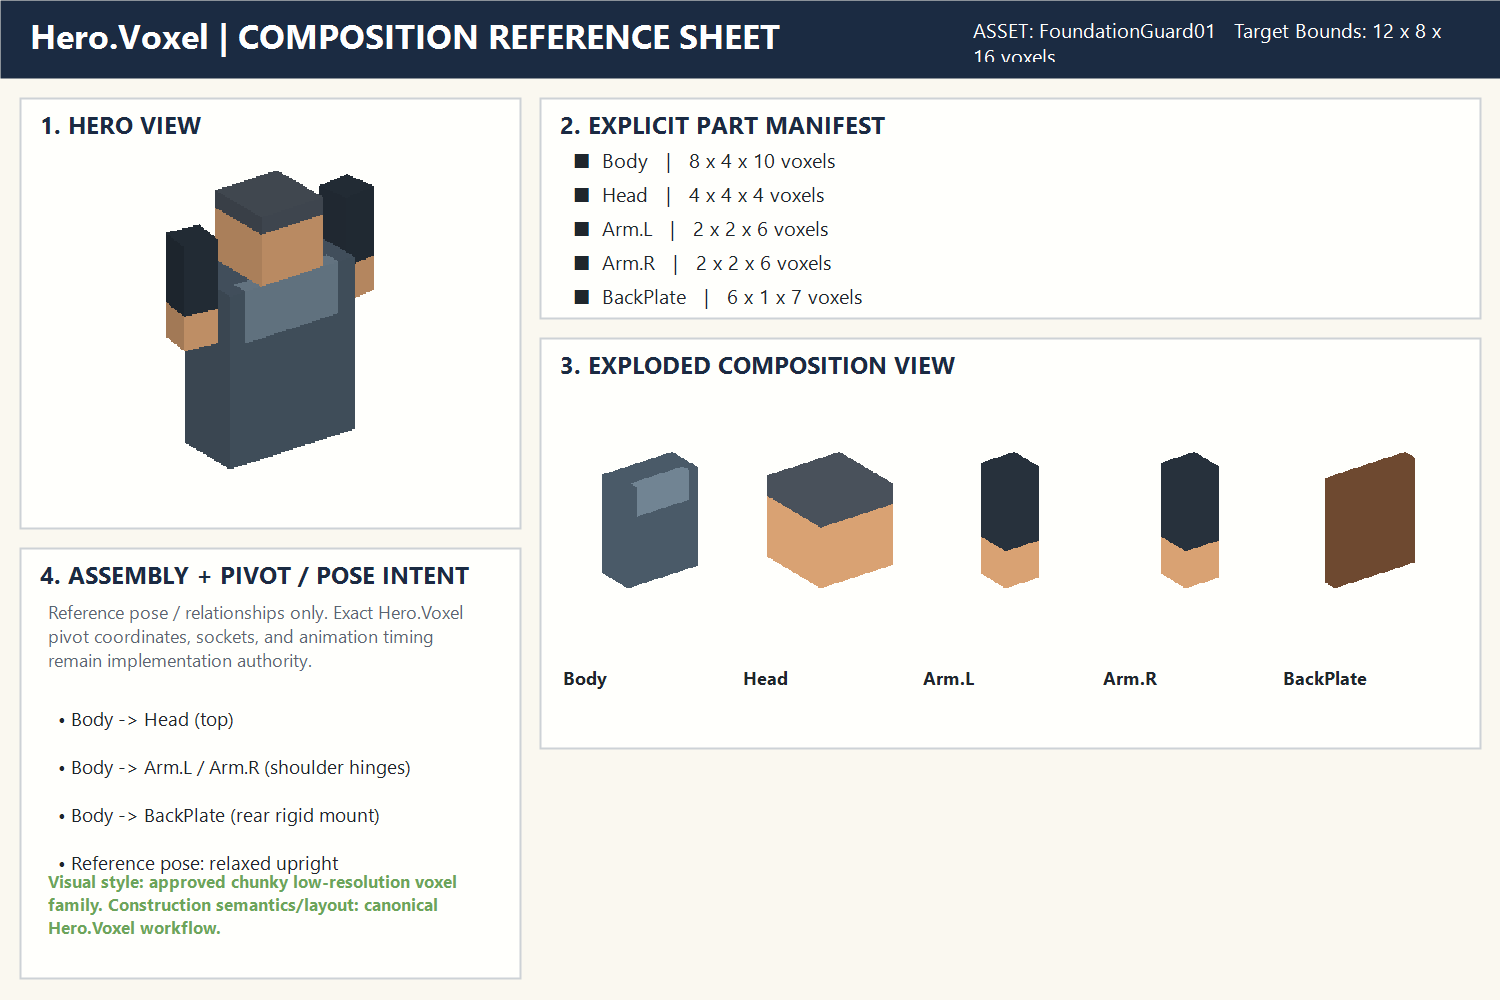 Hero.Voxel | COMPOSITION REFERENCE SHEET
ASSET: FoundationGuard01 Target Bounds: 12 x 8 x
16 voxels
1. HERO VIEW
2. EXPLICIT PART MANIFEST
■ Body | 8 x 4 x 10 voxels
■ Head | 4 x 4 x 4 voxels
■ Arm.L | 2 x 2 x 6 voxels
■ Arm.R | 2 x 2 x 6 voxels
■ BackPlate | 6 x 1 x 7 voxels
3. EXPLODED COMPOSITION VIEW
Body
Head
Arm.L
Arm.R
BackPlate
4. ASSEMBLY + PIVOT / POSE INTENT
Reference pose / relationships only. Exact Hero.Voxel
pivot coordinates, sockets, and animation timing
remain implementation authority.
• Body -> Head (top)
• Body -> Arm.L / Arm.R (shoulder hinges)
• Body -> BackPlate (rear rigid mount)
• Reference pose: relaxed upright
Visual style: approved chunky low-resolution voxel
family. Construction semantics/layout: canonical
Hero.Voxel workflow.